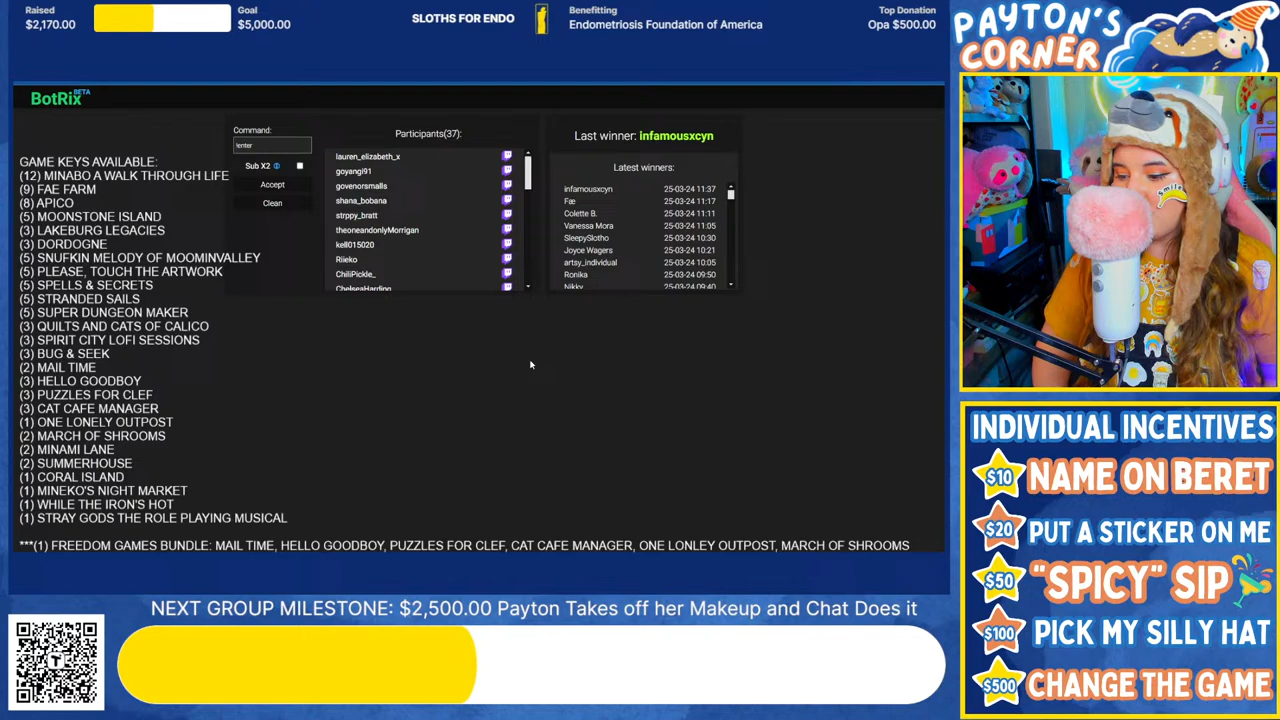 Raised
$2,170.00
Goal
$5,000.00
SLOTHS FOR ENDO
Benefitting
Endometriosis Foundation of America
Top Donation
Opa $500.00
PAYTON'S
CORNER
BotRix BETA
Command:
!enter
Sub X2
Accept
Clean
Participants(37):
lauren_elizabeth_x
goyangi91
govenorsmalls
shana_bobana
strppy_bratt
theoneandonlyMorrigan
kell015020
Riieko
ChiliPickle_
ChelseaHarding_
Last winner: infamousxcyn
Latest winners:
infamousxcyn 25-03-24 11:37
Fæ 25-03-24 11:17
Colette B. 25-03-24 11:11
Vanessa Mora 25-03-24 11:05
SleepySlotho 25-03-24 10:30
Joyce Wagers 25-03-24 10:21
artsy_individual 25-03-24 10:05
Ronika 25-03-24 09:50
Nikky 25-03-24 09:40
GAME KEYS AVAILABLE:
(12) MINABO A WALK THROUGH LIFE
(9) FAE FARM
(8) APICO
(5) MOONSTONE ISLAND
(3) LAKEBURG LEGACIES
(3) DORDOGNE
(5) SNUFKIN MELODY OF MOOMINVALLEY
(5) PLEASE, TOUCH THE ARTWORK
(5) SPELLS & SECRETS
(5) STRANDED SAILS
(5) SUPER DUNGEON MAKER
(3) QUILTS AND CATS OF CALICO
(3) SPIRIT CITY LOFI SESSIONS
(3) BUG & SEEK
(2) MAIL TIME
(3) HELLO GOODBOY
(3) PUZZLES FOR CLEF
(3) CAT CAFE MANAGER
(1) ONE LONELY OUTPOST
(2) MARCH OF SHROOMS
(2) MINAMI LANE
(2) SUMMERHOUSE
(1) CORAL ISLAND
(1) MINEKO'S NIGHT MARKET
(1) WHILE THE IRON'S HOT
(1) STRAY GODS THE ROLE PLAYING MUSICAL
***(1) FREEDOM GAMES BUNDLE: MAIL TIME, HELLO GOODBOY, PUZZLES FOR CLEF, CAT CAFE MANAGER, ONE LONLEY OUTPOST, MARCH OF SHROOMS
Smile
INDIVIDUAL INCENTIVES
$10 NAME ON BERET
$20 PUT A STICKER ON ME
$50 "SPICY" SIP
$100 PICK MY SILLY HAT
$500 CHANGE THE GAME
NEXT GROUP MILESTONE: $2,500.00 Payton Takes off her Makeup and Chat Does it